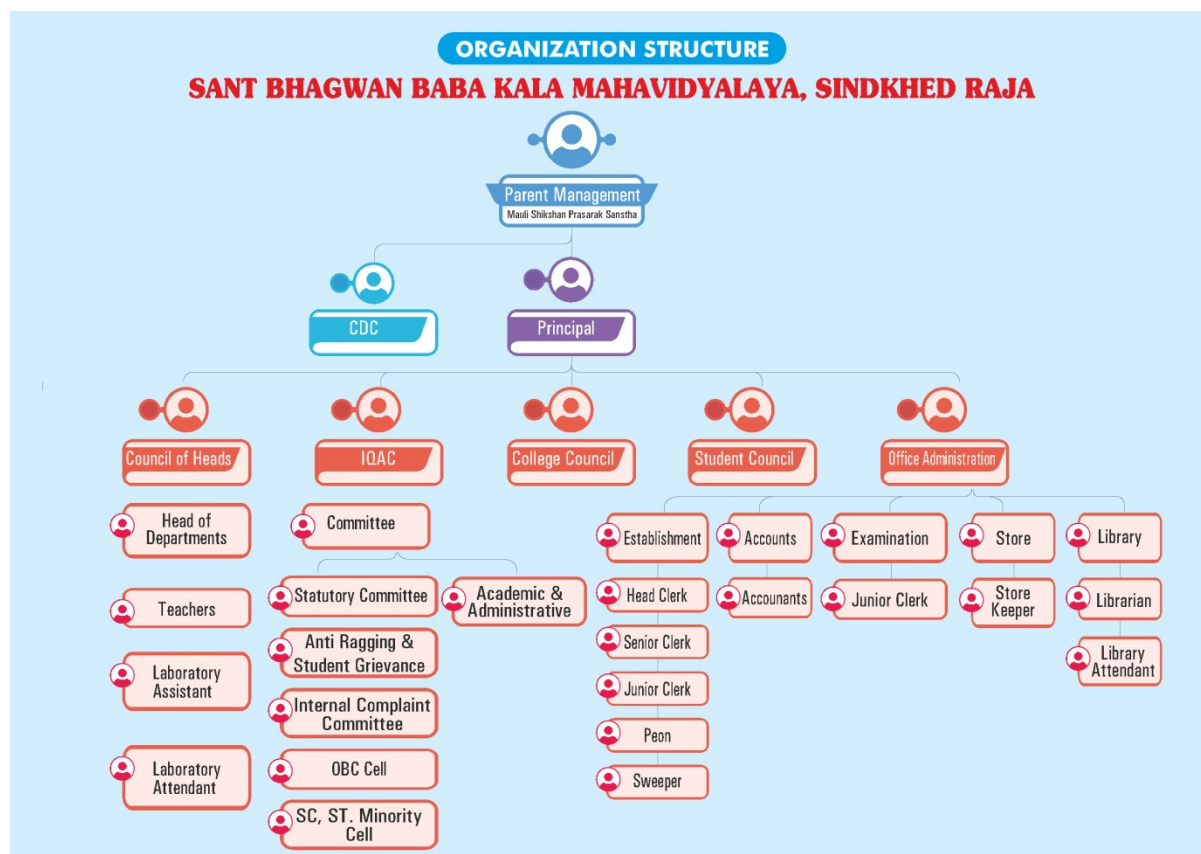 ORGANIZATION STRUCTURE
SANT BHAGWAN BABA KALA MAHAVIDYALAYA, SINDKHED RAJA
Parent Management
Mauli Shikshan Prasarak Sanstha
CDC
Principal
Council of Heads
IQAC
College Council
Student Council
Office Administration
Head of
Departments
Teachers
Laboratory
Assistant
Laboratory
Attendant
Committee
Statutory Committee
Academic &
Administrative
Anti Ragging &
Student Grievance
Internal Complaint
Committee
OBC Cell
SC, ST. Minority
Cell
Establishment
Head Clerk
Senior Clerk
Junior Clerk
Peon
Sweeper
Accounts
Accounants
Examination
Junior Clerk
Store
Store
Keeper
Library
Librarian
Library
Attendant